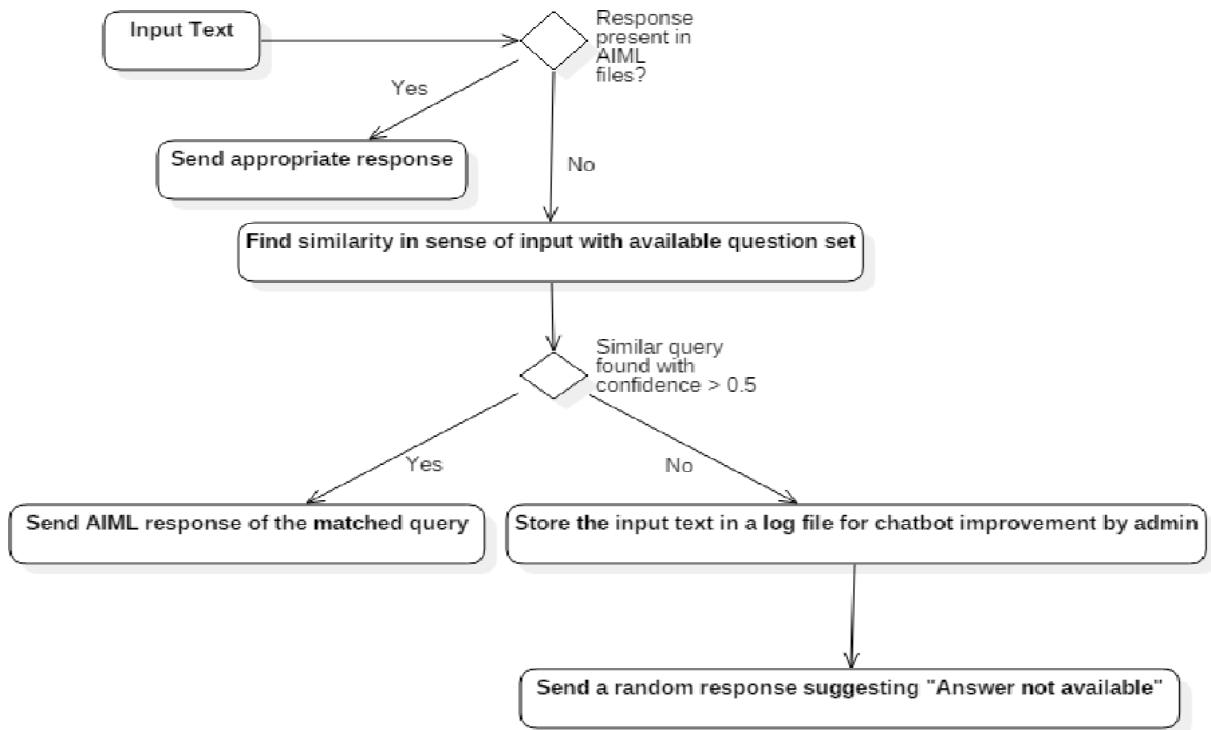 Input Text
Response
present in
AIML
files?
Yes
Send appropriate response
No
Find similarity in sense of input with available question set
Similar query
found with
confidence > 0.5
Yes
No
Send AIML response of the matched query
Store the input text in a log file for chatbot improvement by admin
Send a random response suggesting "Answer not available"